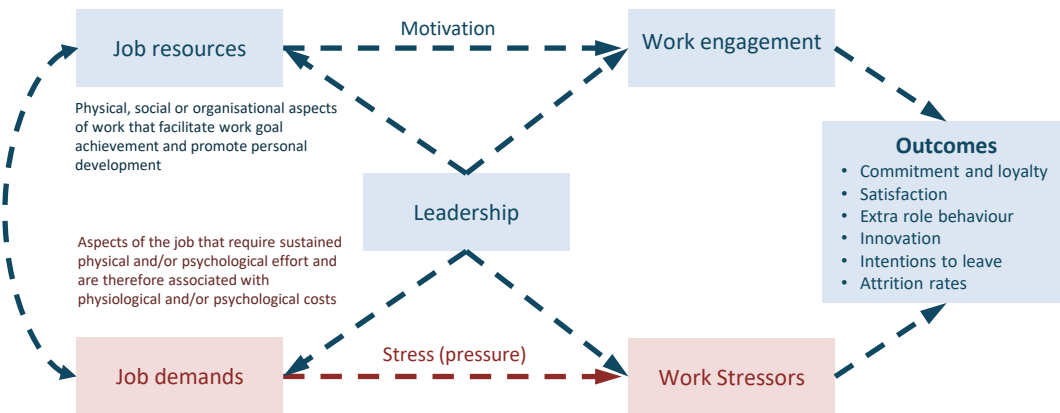 Job resources
Motivation
Work engagement
Physical, social or organisational aspects
of work that facilitate work goal
achievement and promote personal
development
Outcomes
• Commitment and loyalty
• Satisfaction
• Extra role behaviour
• Innovation
• Intentions to leave
• Attrition rates
Leadership
Aspects of the job that require sustained
physical and/or psychological effort and
are therefore associated with
physiological and/or psychological costs
Job demands
Stress (pressure)
Work Stressors